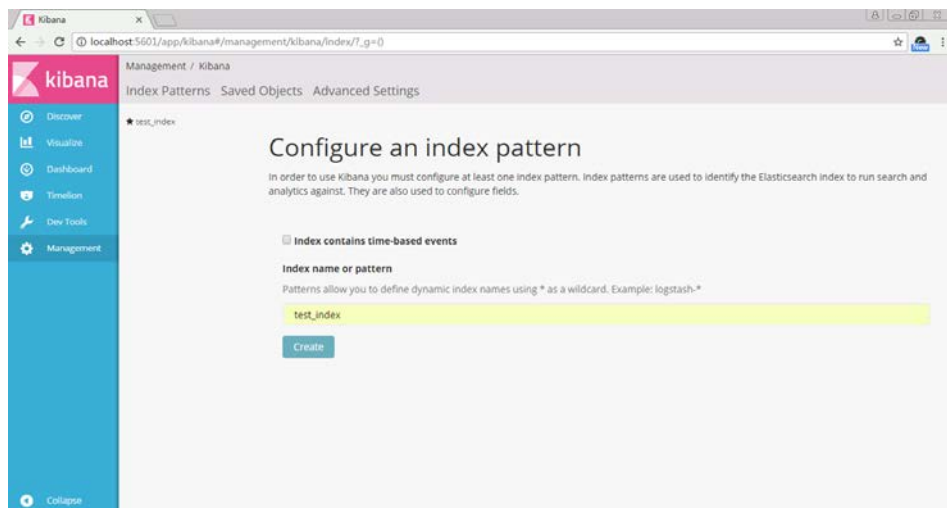 Kibana
localhost:5601/app/kibana#/management/kibana/index/?_g=()
New
kibana
Management / Kibana
Index Patterns Saved Objects Advanced Settings
Discover
Visualize
Dashboard
Timelion
Dev Tools
Management
Collapse
★ test_index
Configure an index pattern
In order to use Kibana you must configure at least one index pattern. Index patterns are used to identify the Elasticsearch index to run search and
analytics against. They are also used to configure fields.
Index contains time-based events
Index name or pattern
Patterns allow you to define dynamic index names using * as a wildcard. Example: logstash-*
test_index
Create